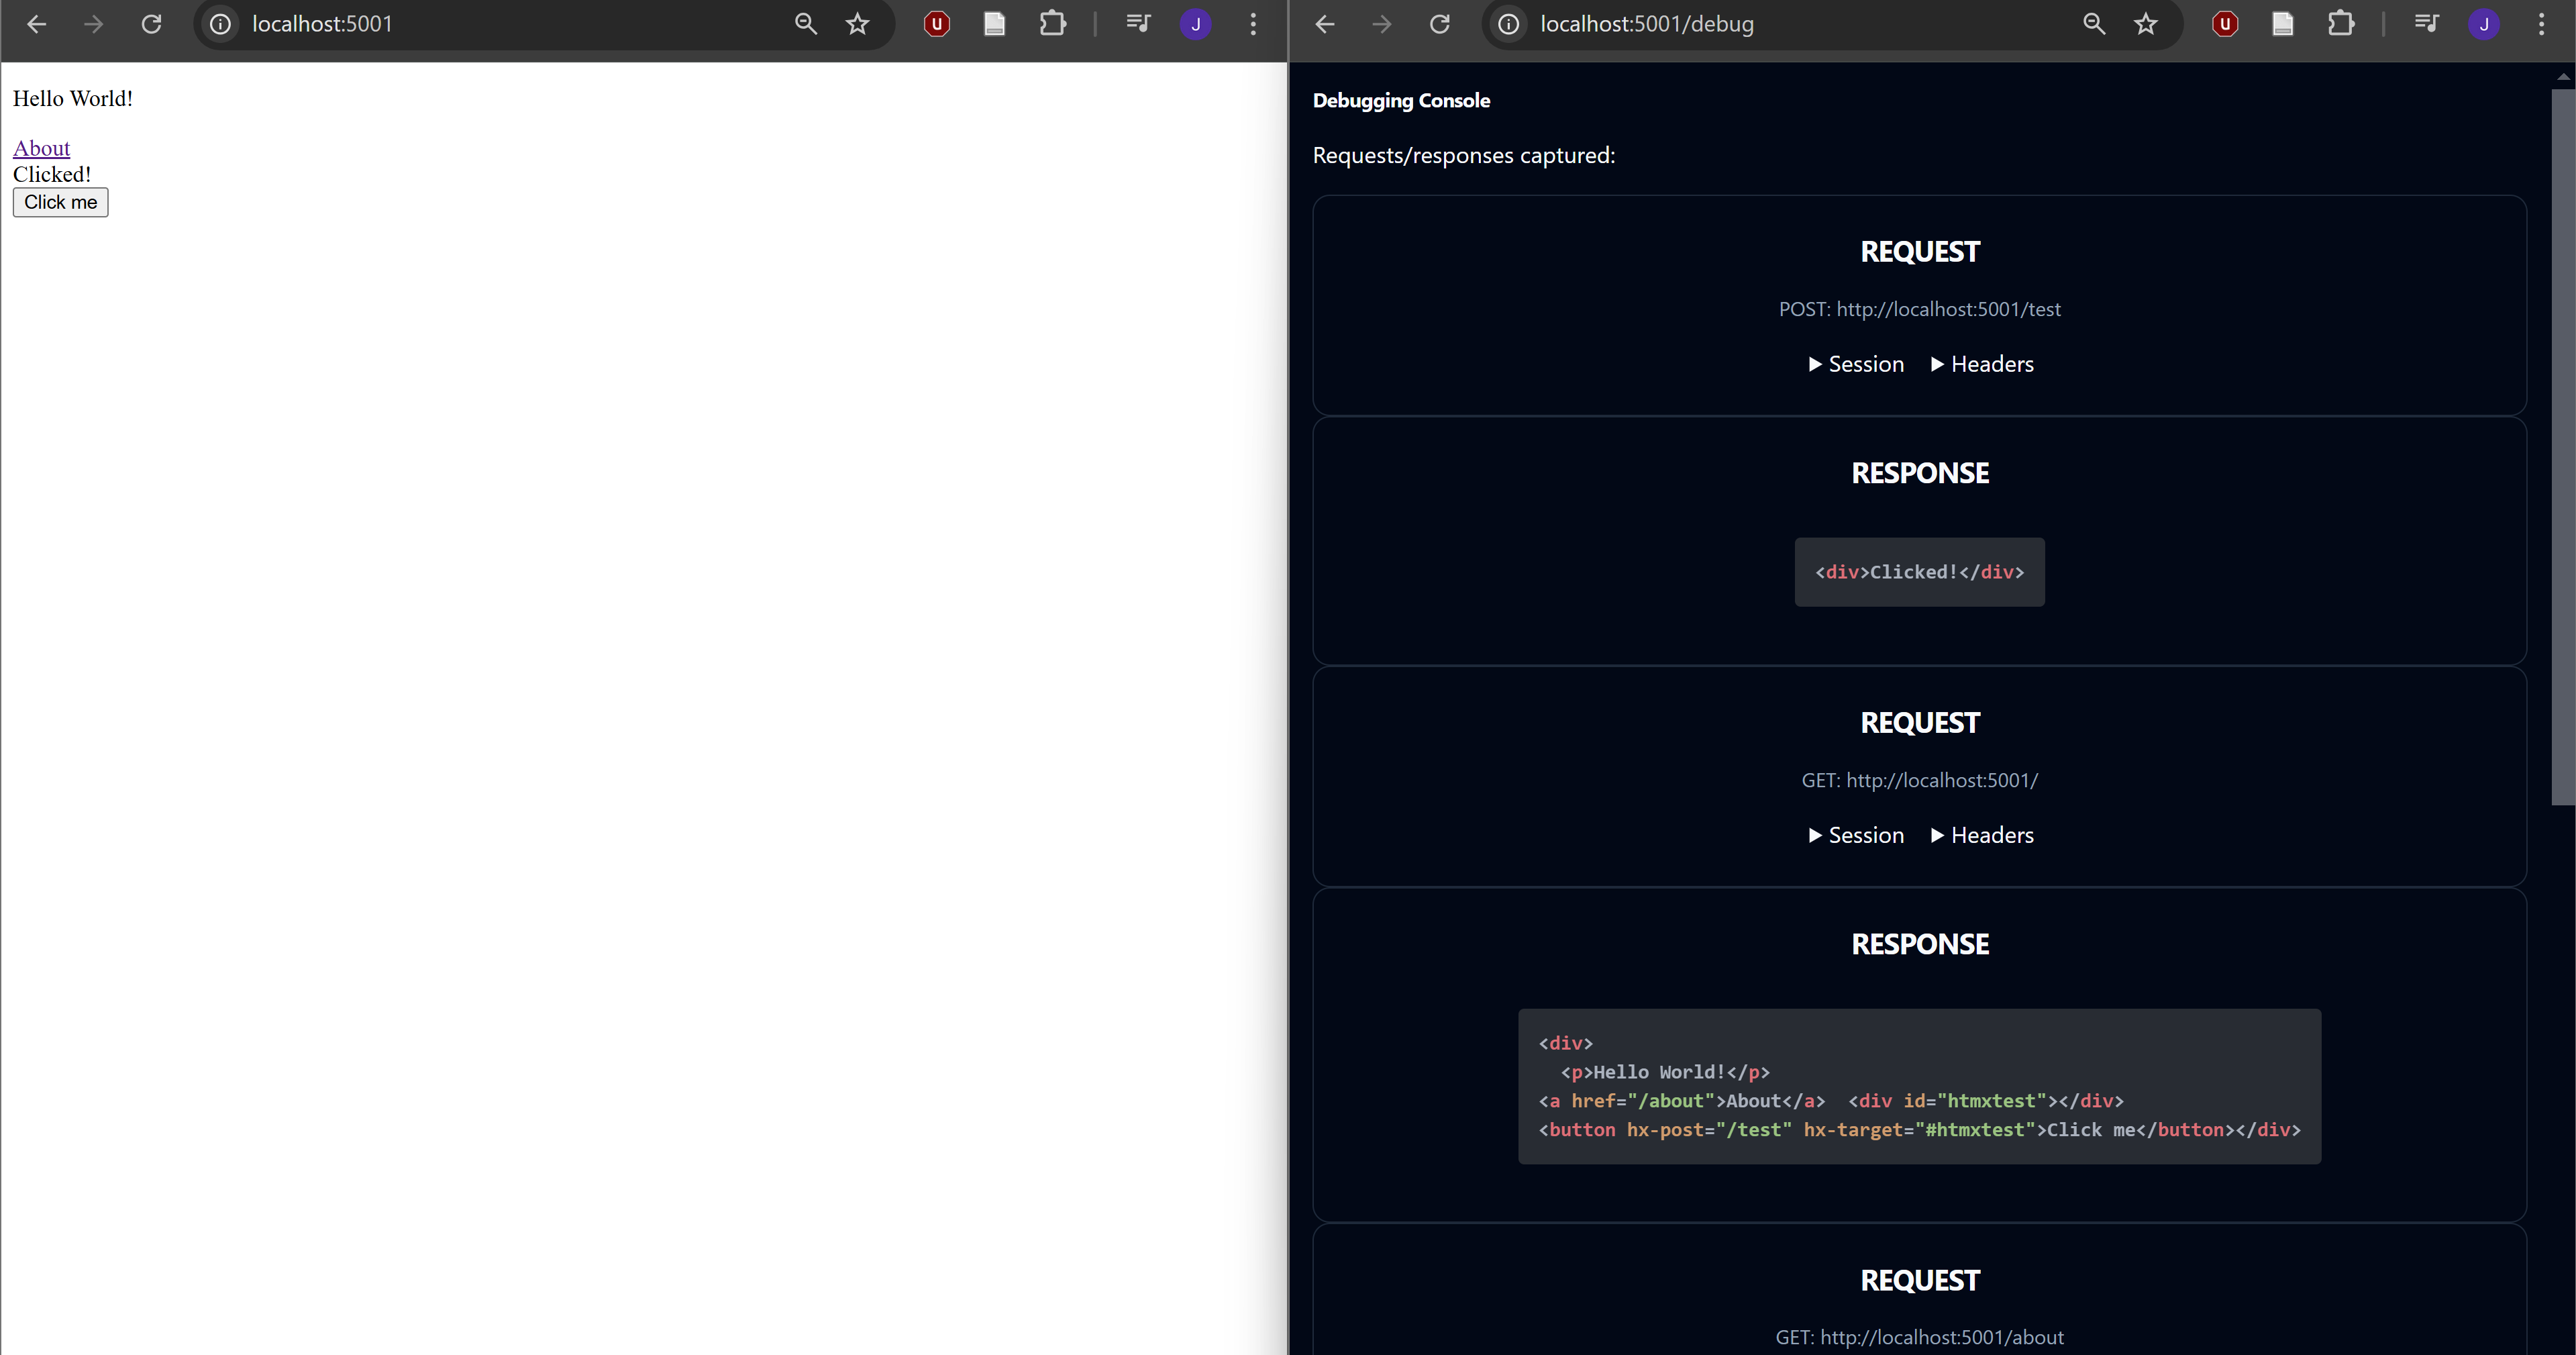 localhost:5001
U
J
Hello World!
About
Clicked!
Click me
localhost:5001/debug
U
J
Debugging Console
Requests/responses captured:
REQUEST
POST: http://localhost:5001/test
▶ Session ▶ Headers
RESPONSE
<div>Clicked!</div>
REQUEST
GET: http://localhost:5001/
▶ Session ▶ Headers
RESPONSE
<div>
  <p>Hello World!</p>
<a href="/about">About</a>  <div id="htmxtest"></div>
<button hx-post="/test" hx-target="#htmxtest">Click me</button></div>
REQUEST
GET: http://localhost:5001/about